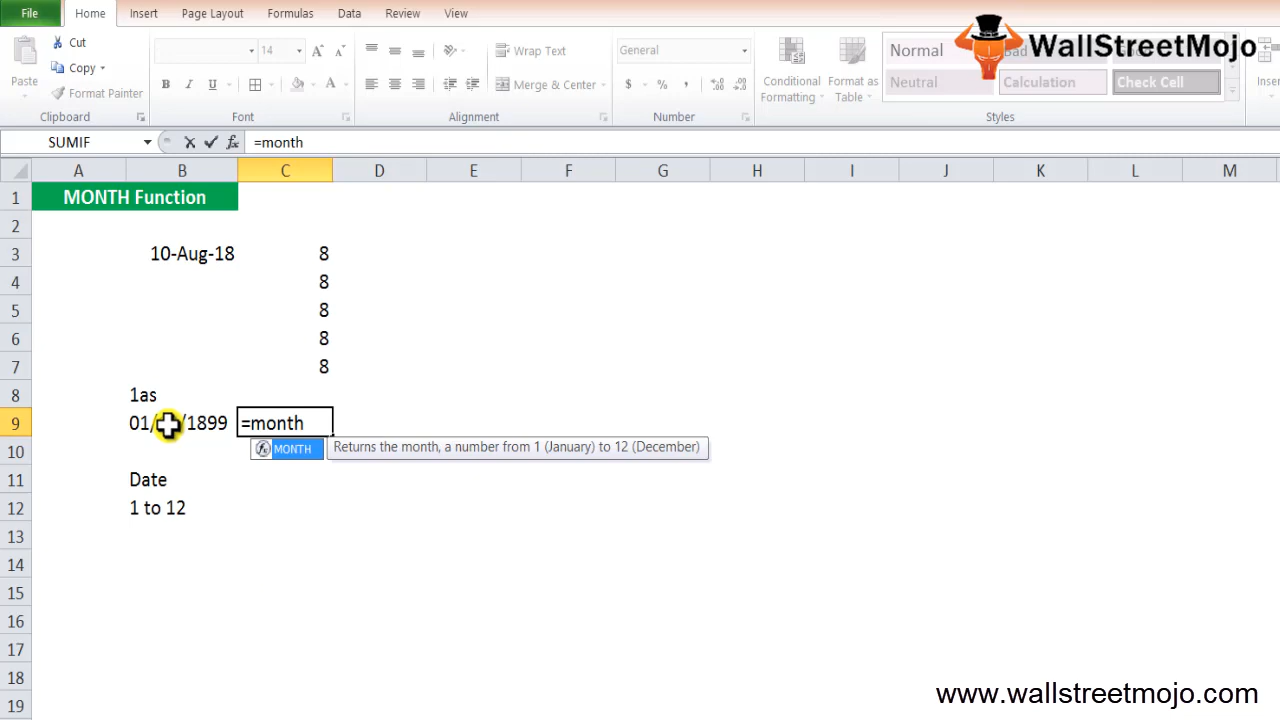 File Home Insert Page Layout Formulas Data Review View
WallStreetMojo
Paste
Cut
Copy
Format Painter
Clipboard
14 A A
B I U A
Font
Wrap Text
Merge & Center
Alignment
General
$ % ,
Number
Conditional Formatting
Format as Table
Normal Bad
Neutral Calculation Check Cell
Styles
Inser
SUMIF fx =month
A B C D E F G H I J K L M
1 MONTH Function
2
3 10-Aug-18 8
4 8
5 8
6 8
7 8
8 1as
9 01/ /1899 =month
fx MONTH Returns the month, a number from 1 (January) to 12 (December)
10
11 Date
12 1 to 12
13
14
15
16
17
18
19
www.wallstreetmojo.com